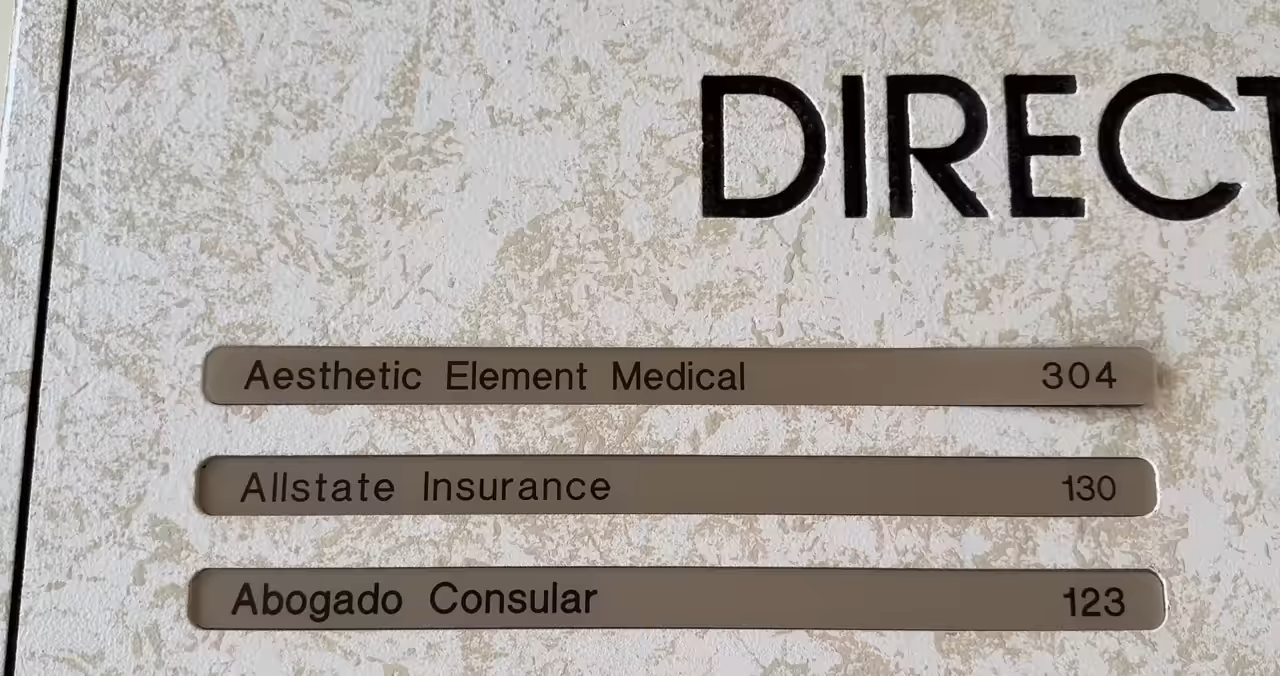 DIRECT
Aesthetic Element Medical 304
Allstate Insurance 130
Abogado Consular 123